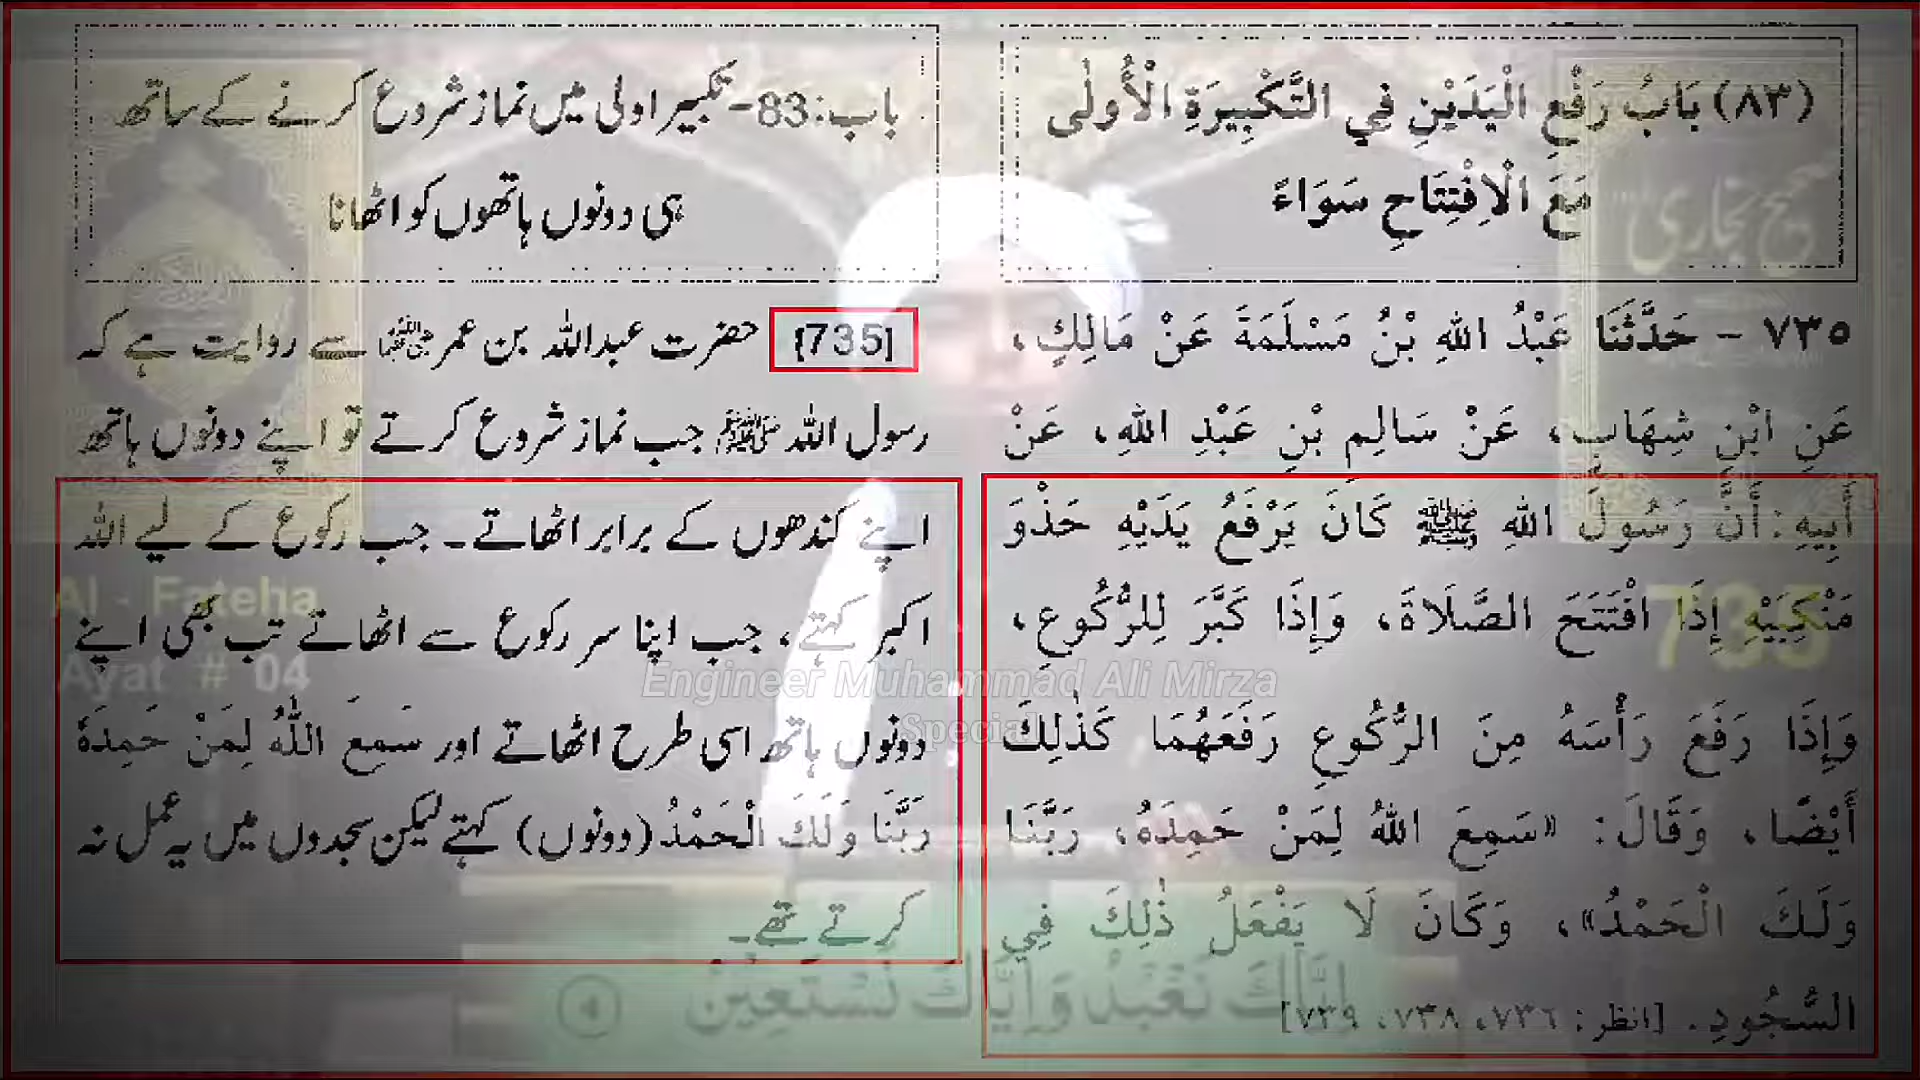 (٨٣) بَابُ رَفْعِ الْيَدَيْنِ فِي التَّكْبِيرَةِ الْأُولٰى
مَعَ الْاِفْتِتَاحِ سَوَاءً
٧٣٥ - حَدَّثَنَا عَبْدُ اللهِ بْنُ مَسْلَمَةَ عَنْ مَالِكٍ،
عَنِ ابْنِ شِهَابٍ، عَنْ سَالِمِ بْنِ عَبْدِ اللهِ، عَنْ
أَبِيهِ: أَنَّ رَسُولَ اللهِ ﷺ كَانَ يَرْفَعُ يَدَيْهِ حَذْوَ
مَنْكِبَيْهِ إِذَا افْتَتَحَ الصَّلَاةَ، وَإِذَا كَبَّرَ لِلرُّكُوعِ،
وَإِذَا رَفَعَ رَأْسَهُ مِنَ الرُّكُوعِ رَفَعَهُمَا كَذٰلِكَ
أَيْضًا، وَقَالَ: «سَمِعَ اللهُ لِمَنْ حَمِدَهُ، رَبَّنَا
وَلَكَ الْحَمْدُ»، وَكَانَ لَا يَفْعَلُ ذٰلِكَ فِي
السُّجُودِ. [انظر: ٧٣٦، ٧٣٨، ٧٣٩]
باب:83- تکبیر اولی میں نماز شروع کرنے کے ساتھ
ہی دونوں ہاتھوں کو اٹھانا
[735] حضرت عبداللہ بن عمر ؓ سے روایت ہے کہ
رسول اللہ ﷺ جب نماز شروع کرتے تو اپنے دونوں ہاتھ
اپنے کندھوں کے برابر اٹھاتے۔ جب رکوع کے لیے اللہ
اکبر کہتے، جب اپنا سر رکوع سے اٹھاتے تب بھی اپنے
دونوں ہاتھ اسی طرح اٹھاتے اور سَمِعَ اللّٰهُ لِمَنْ حَمِدَهُ
رَبَّنَا وَلَكَ الْحَمْدُ (دونوں) کہتے لیکن سجدوں میں یہ عمل نہ
کرتے تھے۔
صحیح بخاری
735
Al - Fateha
Ayat # 04
Engineer Muhammad Ali Mirza
Special
إِيَّاكَ نَعْبُدُ وَإِيَّاكَ نَسْتَعِينُ 4